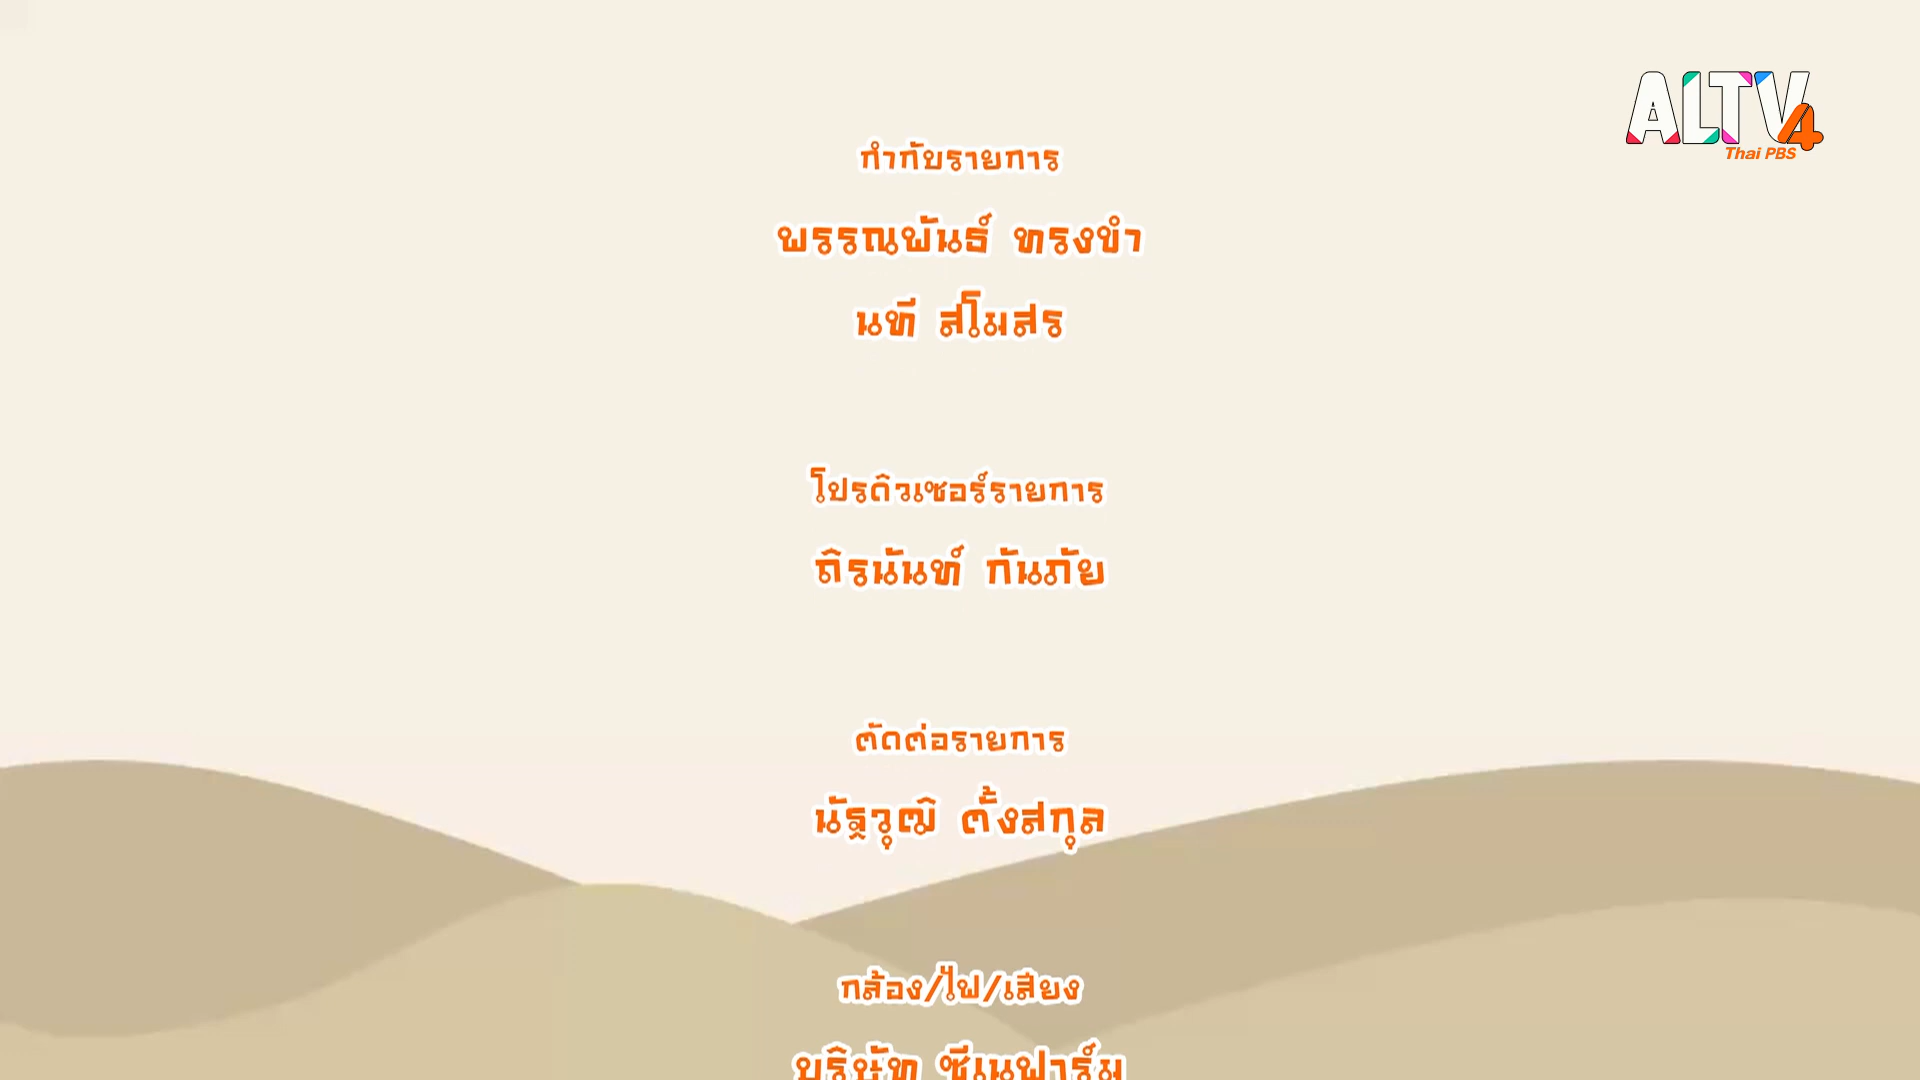 ALTV4
Thai PBS
กำกับรายการ
พรรณพันธ์ ทรงขำ
นที สโมสร
โปรดิวเซอร์รายการ
ถิรนันท์ กันภัย
ตัดต่อรายการ
นัฐวุฒิ ตั้งสกุล
กล้อง/ไฟ/เสียง
บริษัท ซีเนฟาร์ม